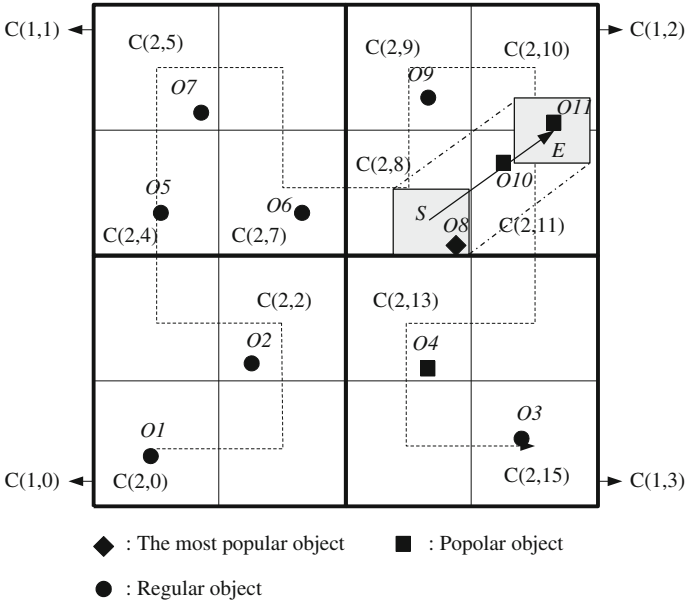 C(1,1)
C(1,2)
C(2,5)
C(2,9)
C(2,10)
O7
O9
O11
E
C(2,8)
O10
O5
O6
S
O8
C(2,4)
C(2,7)
C(2,11)
C(2,2)
C(2,13)
O2
O4
O1
O3
C(2,0)
C(2,15)
C(1,0)
C(1,3)
: The most popular object
: Popolar object
: Regular object